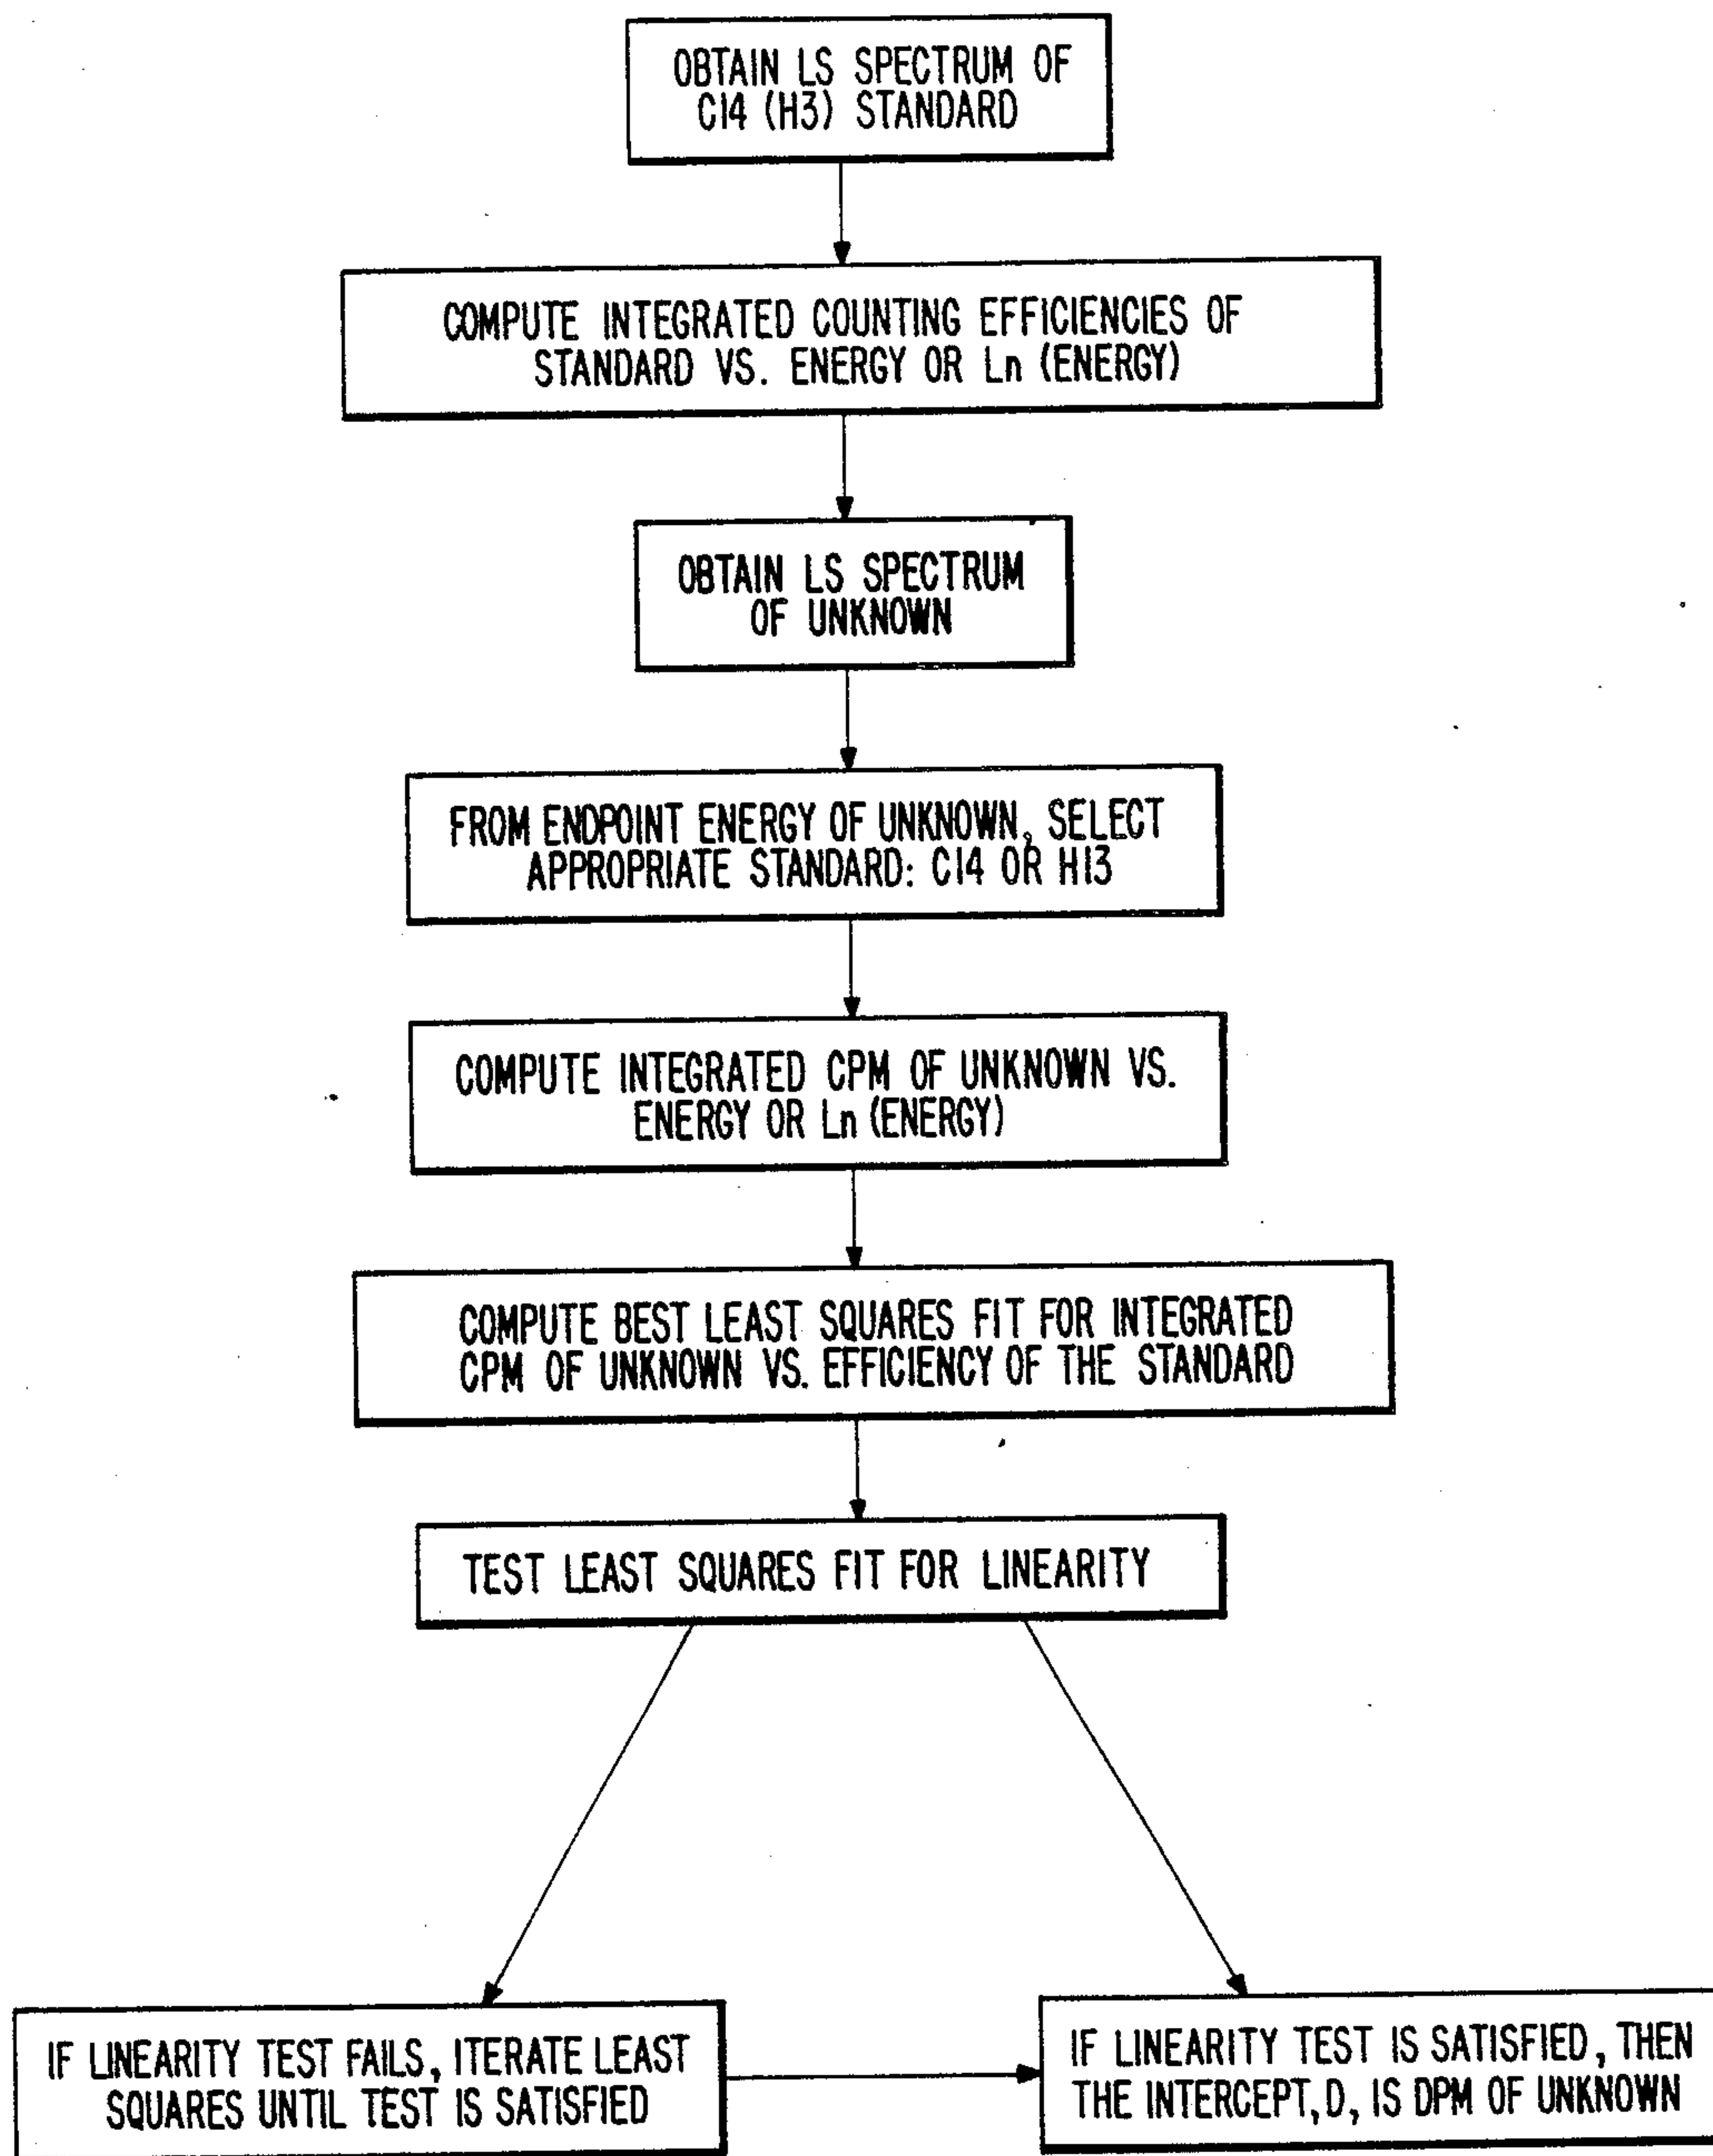 OBTAIN LS SPECTRUM OF
C14 (H3) STANDARD
COMPUTE INTEGRATED COUNTING EFFICIENCIES OF
STANDARD VS. ENERGY OR Ln (ENERGY)
OBTAIN LS SPECTRUM
OF UNKNOWN
FROM ENDPOINT ENERGY OF UNKNOWN, SELECT
APPROPRIATE STANDARD: C14 OR H13
COMPUTE INTEGRATED CPM OF UNKNOWN VS.
ENERGY OR Ln (ENERGY)
COMPUTE BEST LEAST SQUARES FIT FOR INTEGRATED
CPM OF UNKNOWN VS. EFFICIENCY OF THE STANDARD
TEST LEAST SQUARES FIT FOR LINEARITY
IF LINEARITY TEST FAILS, ITERATE LEAST
SQUARES UNTIL TEST IS SATISFIED
IF LINEARITY TEST IS SATISFIED, THEN
THE INTERCEPT, D, IS DPM OF UNKNOWN